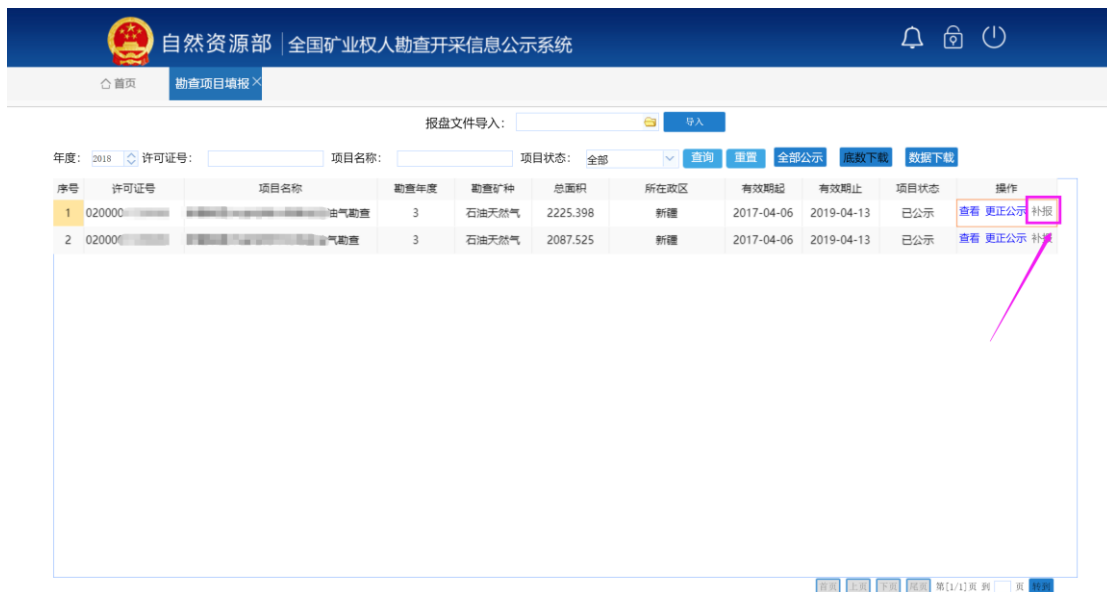 自然资源部 全国矿业权人勘查开采信息公示系统
首页 勘查项目填报
报盘文件导入： 导入
年度： 2018 许可证号： 项目名称： 项目状态： 全部 查询 重置 全部公示 底数下载 数据下载
序号 许可证号 项目名称 勘查年度 勘查矿种 总面积 所在政区 有效期起 有效期止 项目状态 操作
1 020000 油气勘查 3 石油天然气 2225.398 新疆 2017-04-06 2019-04-13 已公示 查看 更正公示 补报
2 020000 气勘查 3 石油天然气 2087.525 新疆 2017-04-06 2019-04-13 已公示 查看 更正公示 补报
首页 上页 下页 尾页 第[1/1]页 到 页 转到